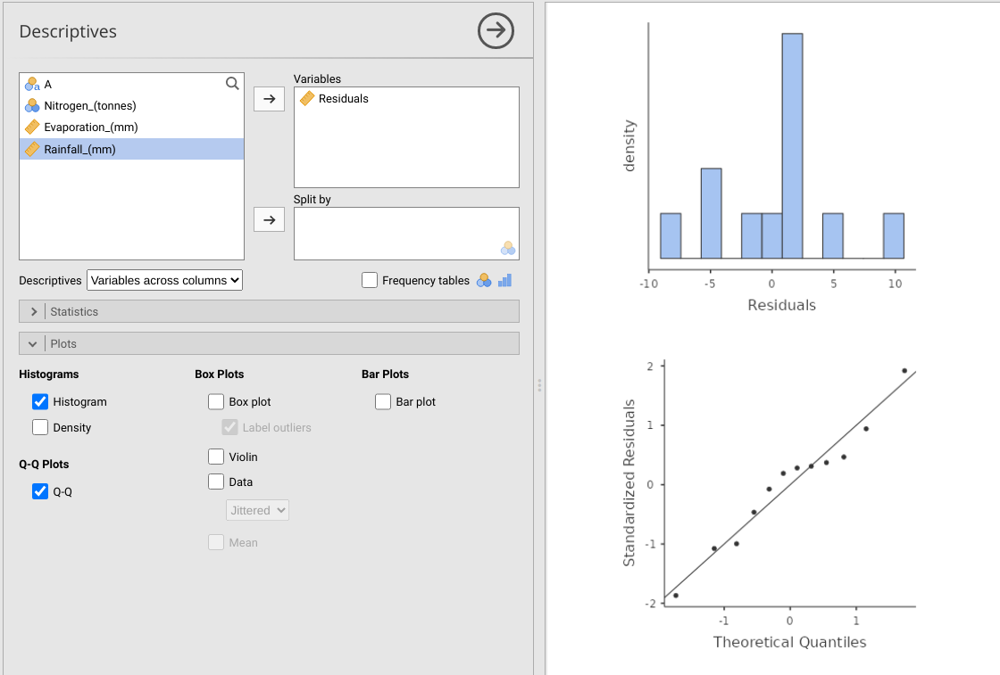 Descriptives
A
Nitrogen_(tonnes)
Evaporation_(mm)
Rainfall_(mm)
Variables
Residuals
Split by
Descriptives Variables across columns
Frequency tables
Statistics
Plots
Histograms
Histogram
Density
Q-Q Plots
Q-Q
Box Plots
Box plot
Label outliers
Violin
Data
Jittered
Mean
Bar Plots
Bar plot
density
-10 -5 0 5 10
Residuals
2
1
0
-1
-2
Standardized Residuals
-1 0 1
Theoretical Quantiles